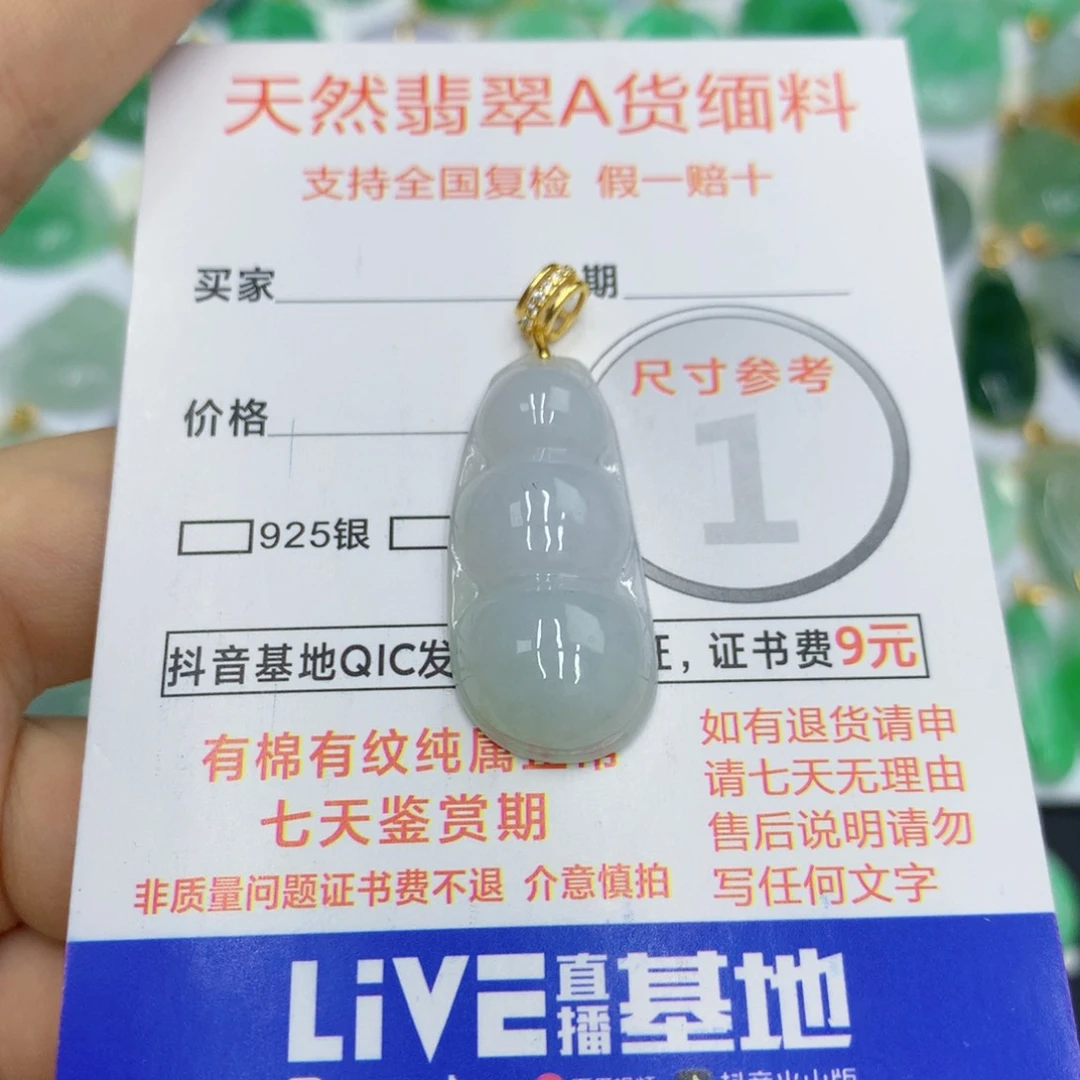 天然翡翠A货缅料
支持全国复检 假一赔十
买家 期
尺寸参考
1
价格
925银
抖音基地QIC发 证，证书费9元
有棉有纹纯属正常
七天鉴赏期
如有退货请申
请七天无理由
售后说明请勿
写任何文字
非质量问题证书费不退 介意慎拍
LiVE直播基地